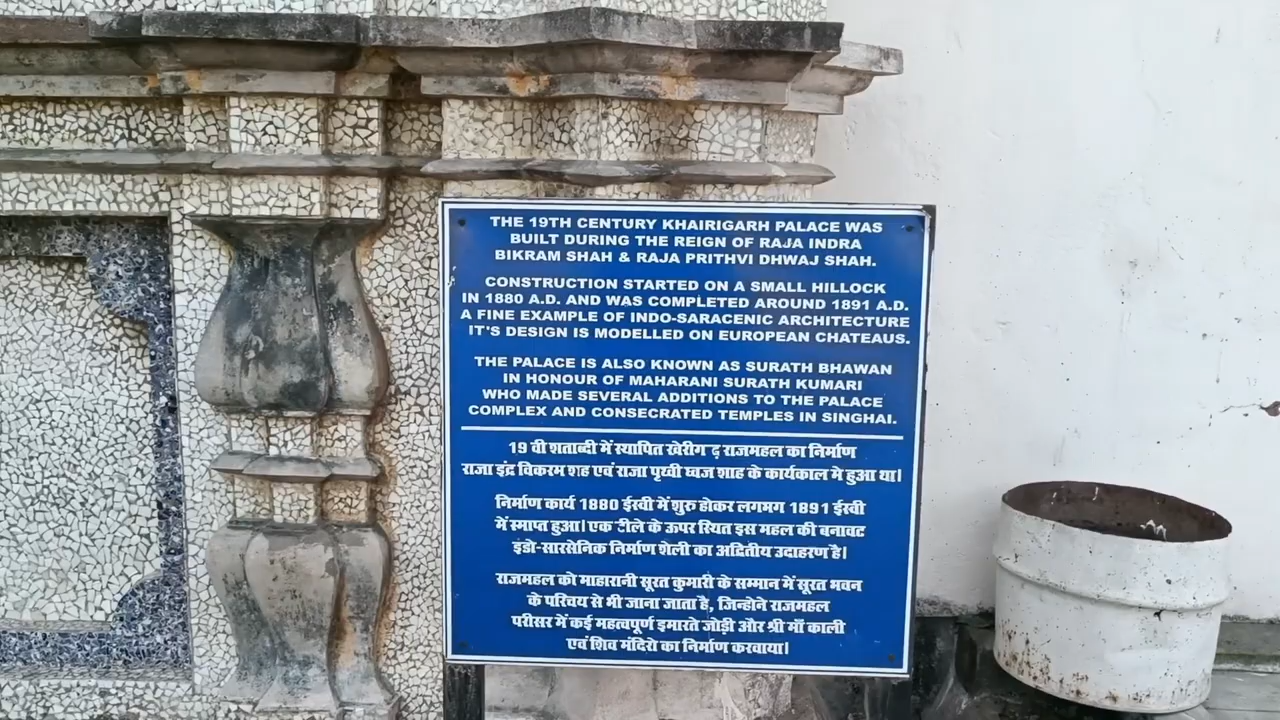 THE 19TH CENTURY KHAIRIGARH PALACE WAS
BUILT DURING THE REIGN OF RAJA INDRA
BIKRAM SHAH & RAJA PRITHVI DHWAJ SHAH.
CONSTRUCTION STARTED ON A SMALL HILLOCK
IN 1880 A.D. AND WAS COMPLETED AROUND 1891 A.D.
A FINE EXAMPLE OF INDO-SARACENIC ARCHITECTURE
IT'S DESIGN IS MODELLED ON EUROPEAN CHATEAUS.
THE PALACE IS ALSO KNOWN AS SURATH BHAWAN
IN HONOUR OF MAHARANI SURATH KUMARI
WHO MADE SEVERAL ADDITIONS TO THE PALACE
COMPLEX AND CONSECRATED TEMPLES IN SINGHAI.
19 वी शताब्दी में स्थापित खेरीगढ़ राजमहल का निर्माण
राजा इंद्र विकरम शह एवं राजा पृथ्वी घ्वज शाह के कार्यकाल मे हुआ था।
निर्माण कार्य 1880 ईस्वी में शुरु होकर लगमग 1891 ईस्वी
में स्माप्त हुआ। एक टीले के ऊपर स्थित इस महल की बनावट
इंडो-सारसेनिक निर्माण शेली का अद्वितीय उदाहरण है।
राजमहल को माहारानी सूरत कुमारी के सम्मान में सूरत भवन
के परिचय से भी जाना जाता है, जिन्होने राजमहल
परीसर में कई महत्वपूर्ण इमारते जोड़ी और श्री माँ काली
एवं शिव मंदिरो का निर्माण करवाया।